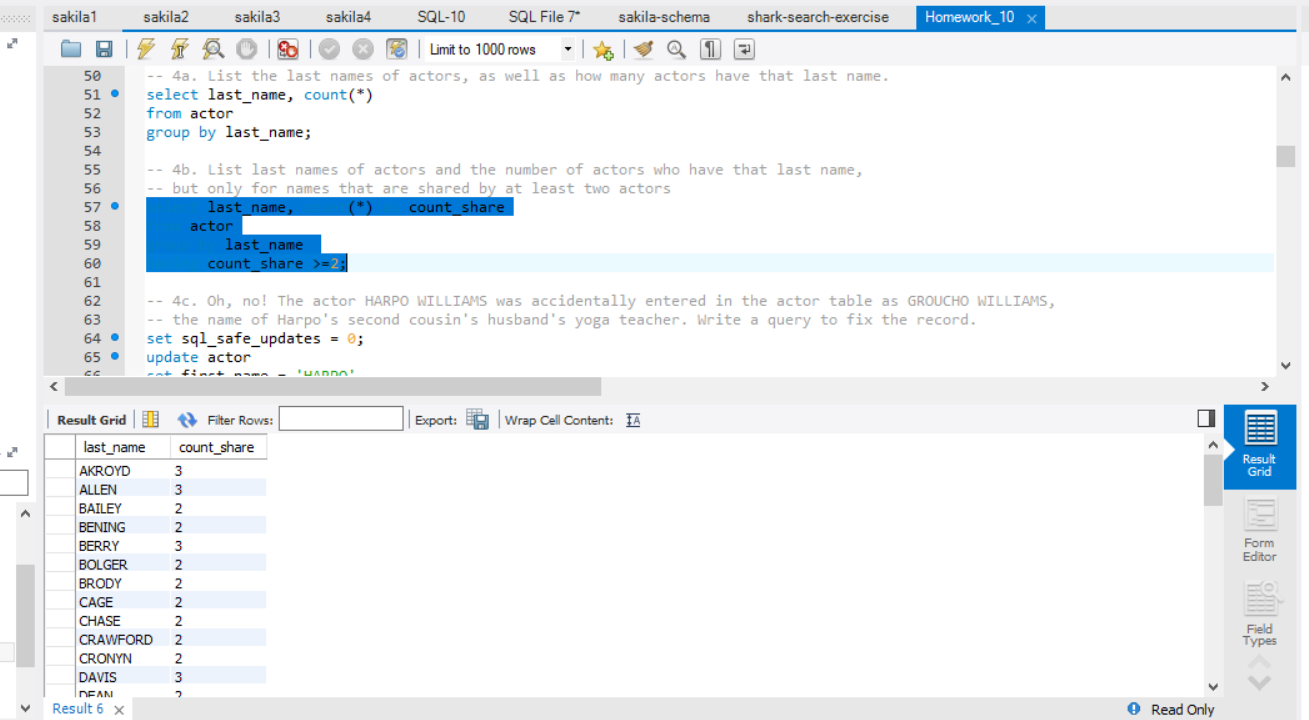 sakila1 sakila2 sakila3 sakila4 SQL-10 SQL File 7* sakila-schema shark-search-exercise Homework_10
Limit to 1000 rows
50 -- 4a. List the last names of actors, as well as how many actors have that last name.
51 select last_name, count(*)
52 from actor
53 group by last_name;
54
55 -- 4b. List last names of actors and the number of actors who have that last name,
56 -- but only for names that are shared by at least two actors
57 last_name, (*) count_share
58 actor
59 last_name
60 count_share >=2;
61
62 -- 4c. Oh, no! The actor HARPO WILLIAMS was accidentally entered in the actor table as GROUCHO WILLIAMS,
63 -- the name of Harpo's second cousin's husband's yoga teacher. Write a query to fix the record.
64 set sql_safe_updates = 0;
65 update actor
66 set first_name = 'HARPO'
Result Grid Filter Rows: Export: Wrap Cell Content:
last_name count_share
AKROYD 3
ALLEN 3
BAILEY 2
BENING 2
BERRY 3
BOLGER 2
BRODY 2
CAGE 2
CHASE 2
CRAWFORD 2
CRONYN 2
DAVIS 3
DEAN 2
Result
Grid
Form
Editor
Field
Types
Result 6
Read Only